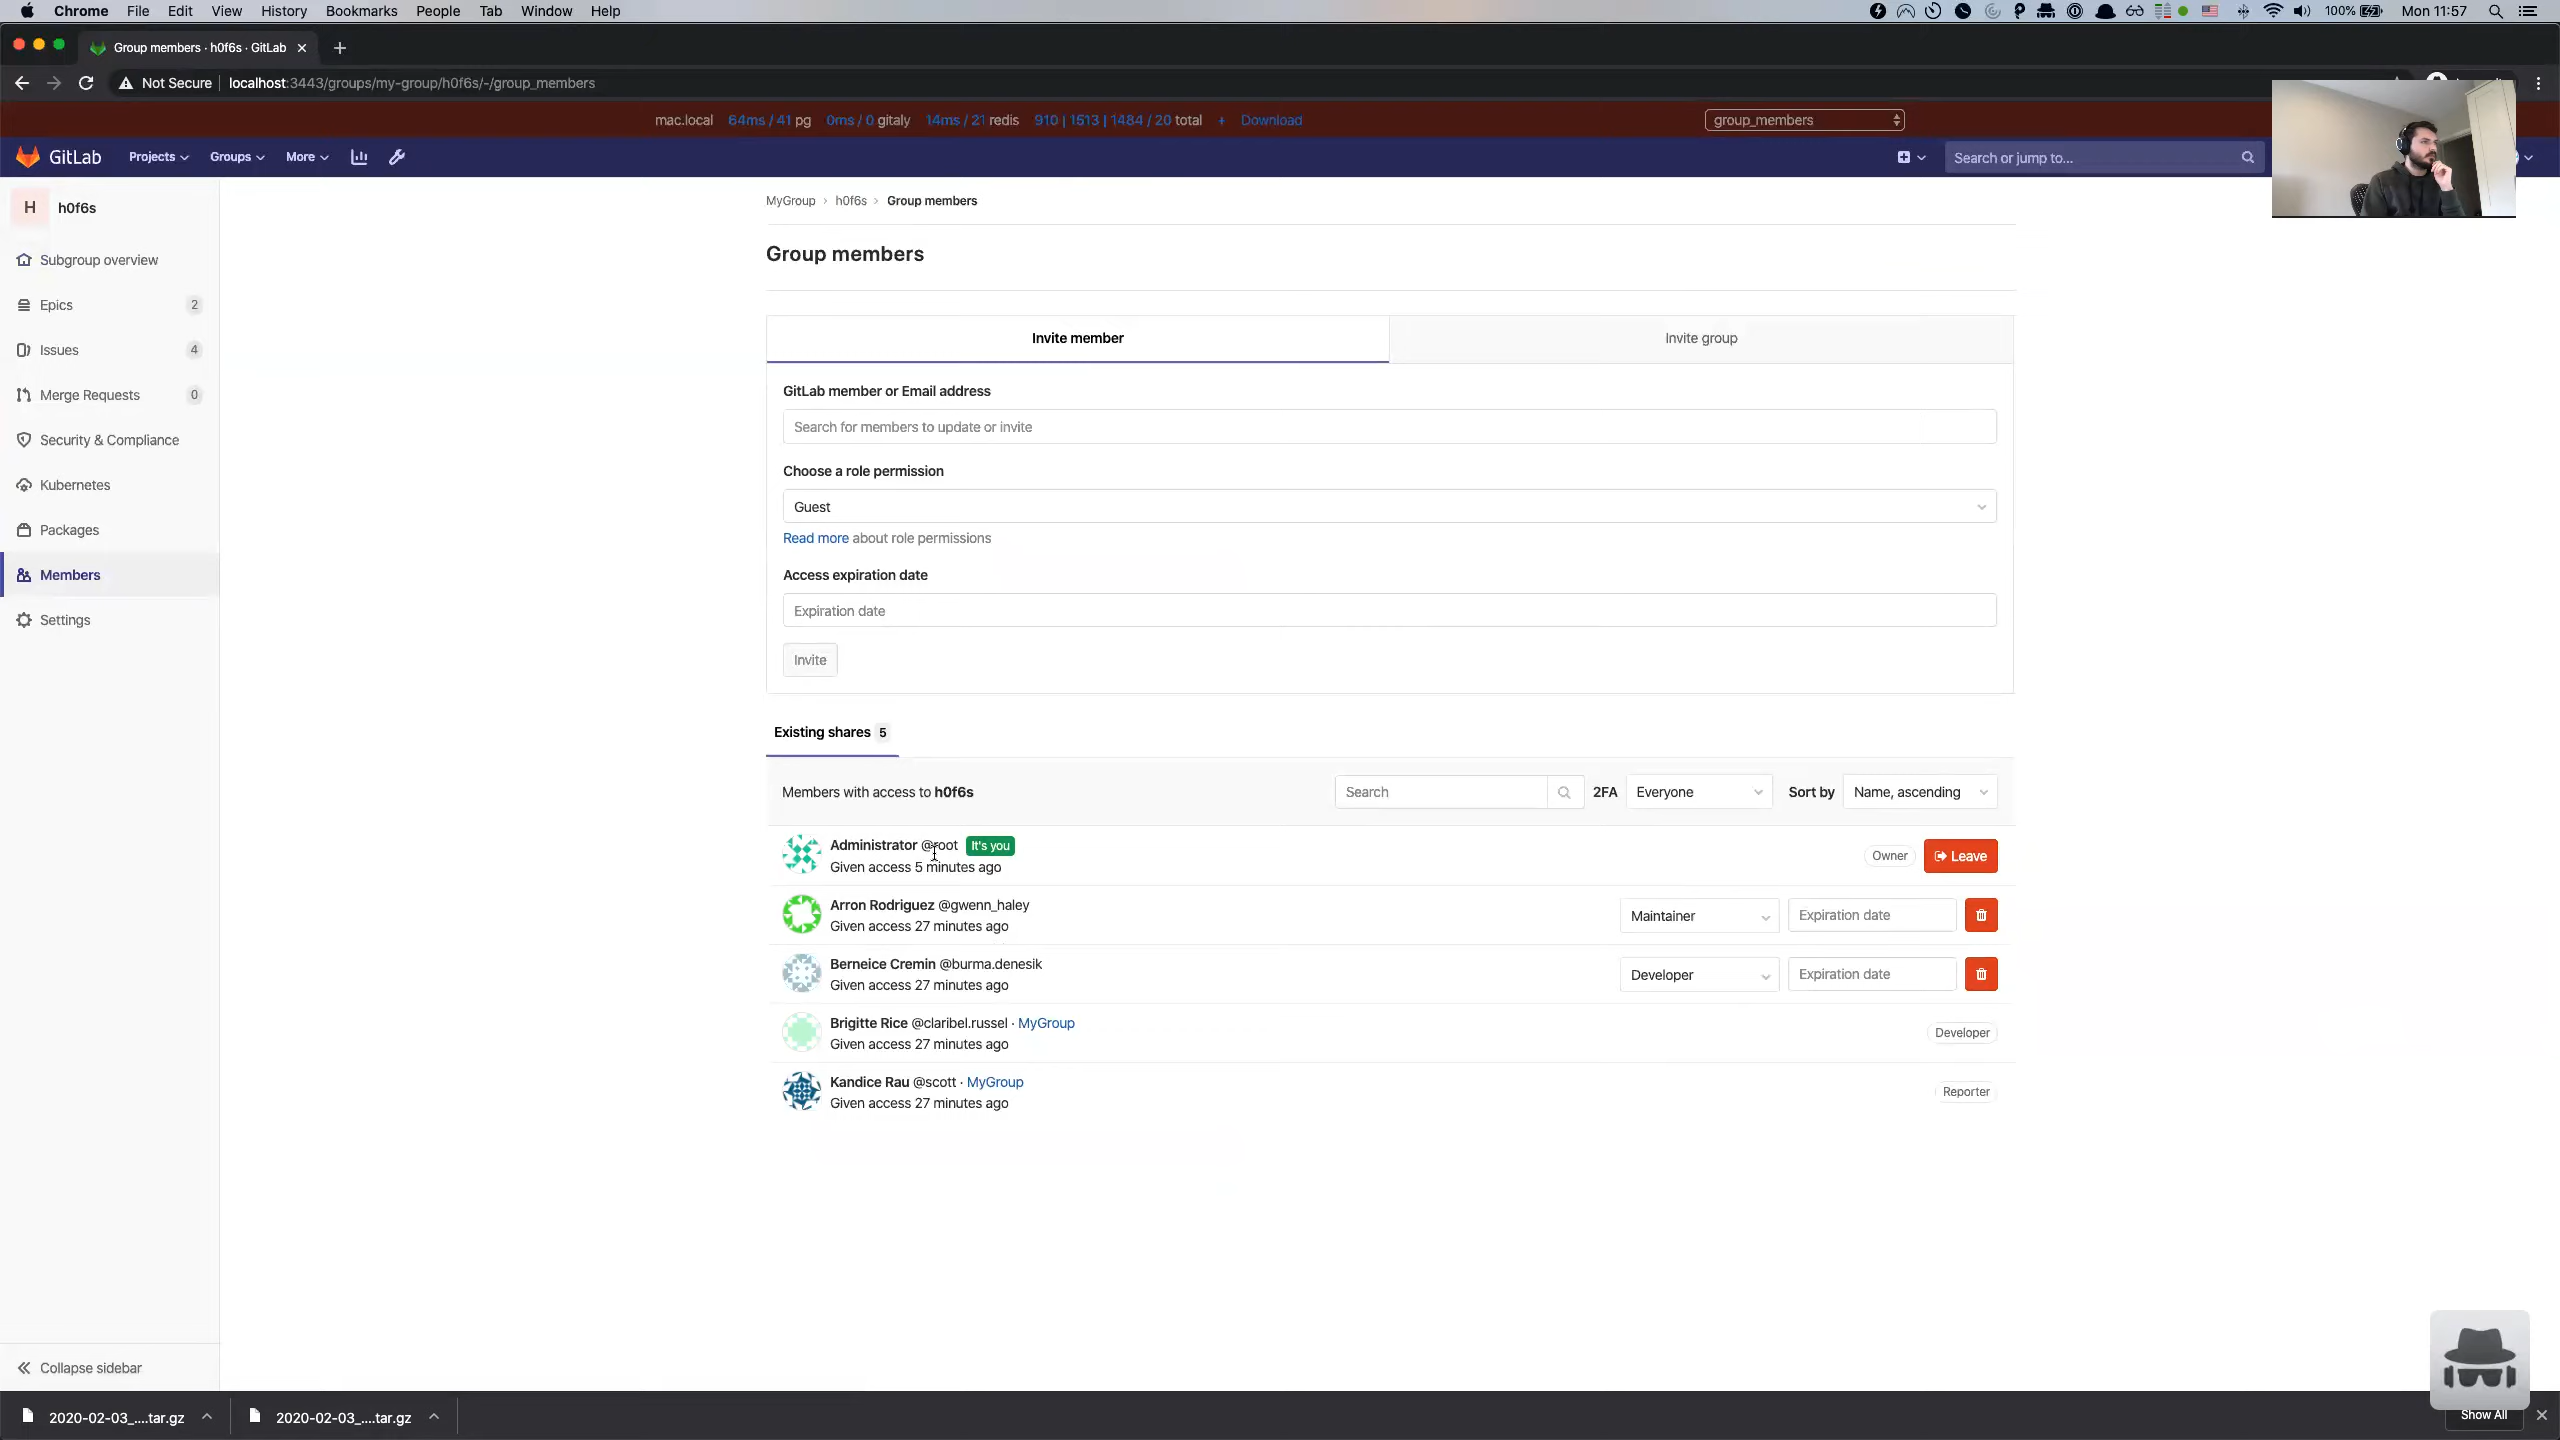 Chrome File Edit View History Bookmarks People Tab Window Help 100% Mon 11:57
Group members · h0f6s · GitLab
Not Secure localhost:3443/groups/my-group/h0f6s/-/group_members
mac.local 64ms / 41 pg 0ms / 0 gitaly 14ms / 21 redis 910 | 1513 | 1484 / 20 total + Download group_members
GitLab Projects Groups More Search or jump to...
H h0f6s
Subgroup overview
Epics 2
Issues 4
Merge Requests 0
Security & Compliance
Kubernetes
Packages
Members
Settings
Collapse sidebar
MyGroup › h0f6s › Group members
Group members
Invite member Invite group
GitLab member or Email address
Search for members to update or invite
Choose a role permission
Guest
Read more about role permissions
Access expiration date
Expiration date
Invite
Existing shares 5
Members with access to h0f6s Search 2FA Everyone Sort by Name, ascending
Administrator @root It's you
Given access 5 minutes ago
Owner Leave
Arron Rodriguez @gwenn_haley
Given access 27 minutes ago
Maintainer Expiration date
Berneice Cremin @burma.denesik
Given access 27 minutes ago
Developer Expiration date
Brigitte Rice @claribel.russel · MyGroup
Given access 27 minutes ago
Developer
Kandice Rau @scott · MyGroup
Given access 27 minutes ago
Reporter
2020-02-03_....tar.gz 2020-02-03_....tar.gz Show All